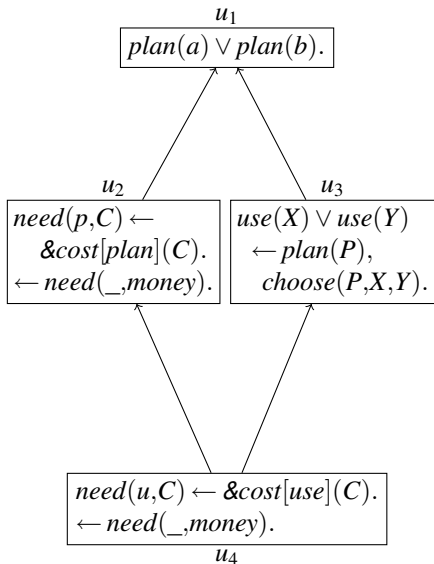 u₁
plan(a) ∨ plan(b).
u₂
need(p,C) ←
&cost[plan](C).
← need(_,money).
u₃
use(X) ∨ use(Y)
← plan(P),
choose(P,X,Y).
need(u,C) ← &cost[use](C).
← need(_,money).
u₄